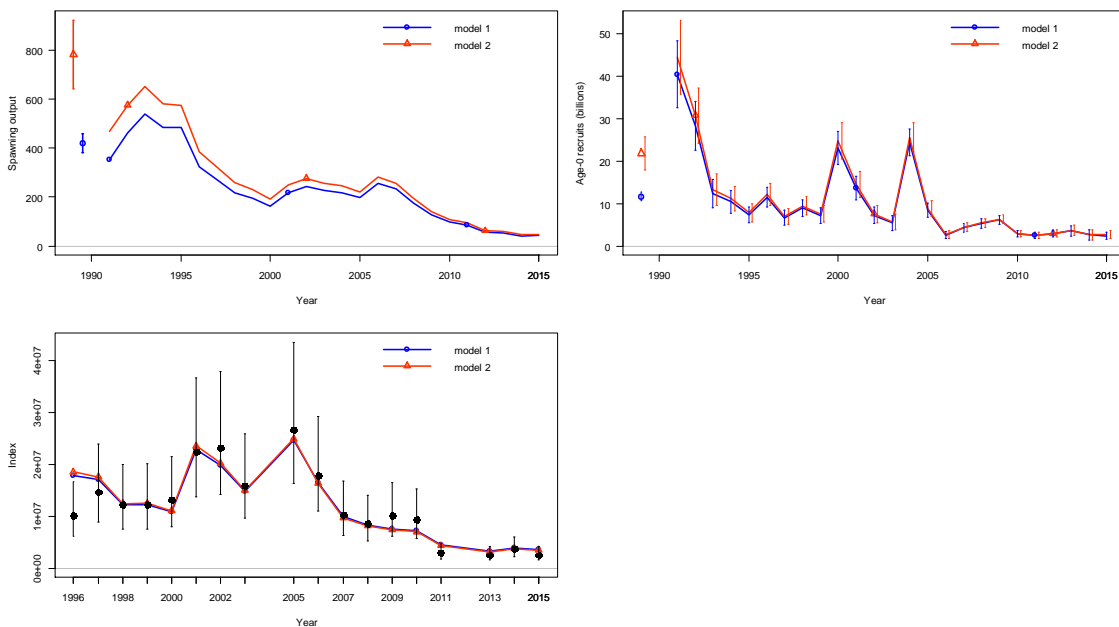 Spawning output
800
600
400
200
0
model 1
model 2
1990 1995 2000 2005 2010 2015
Year
Age-0 recruits (billions)
50
40
30
20
10
0
model 1
model 2
1990 1995 2000 2005 2010 2015
Year
Index
4e+07
3e+07
2e+07
1e+07
0e+00
model 1
model 2
1996 1998 2000 2002 2005 2007 2009 2011 2013 2015
Year